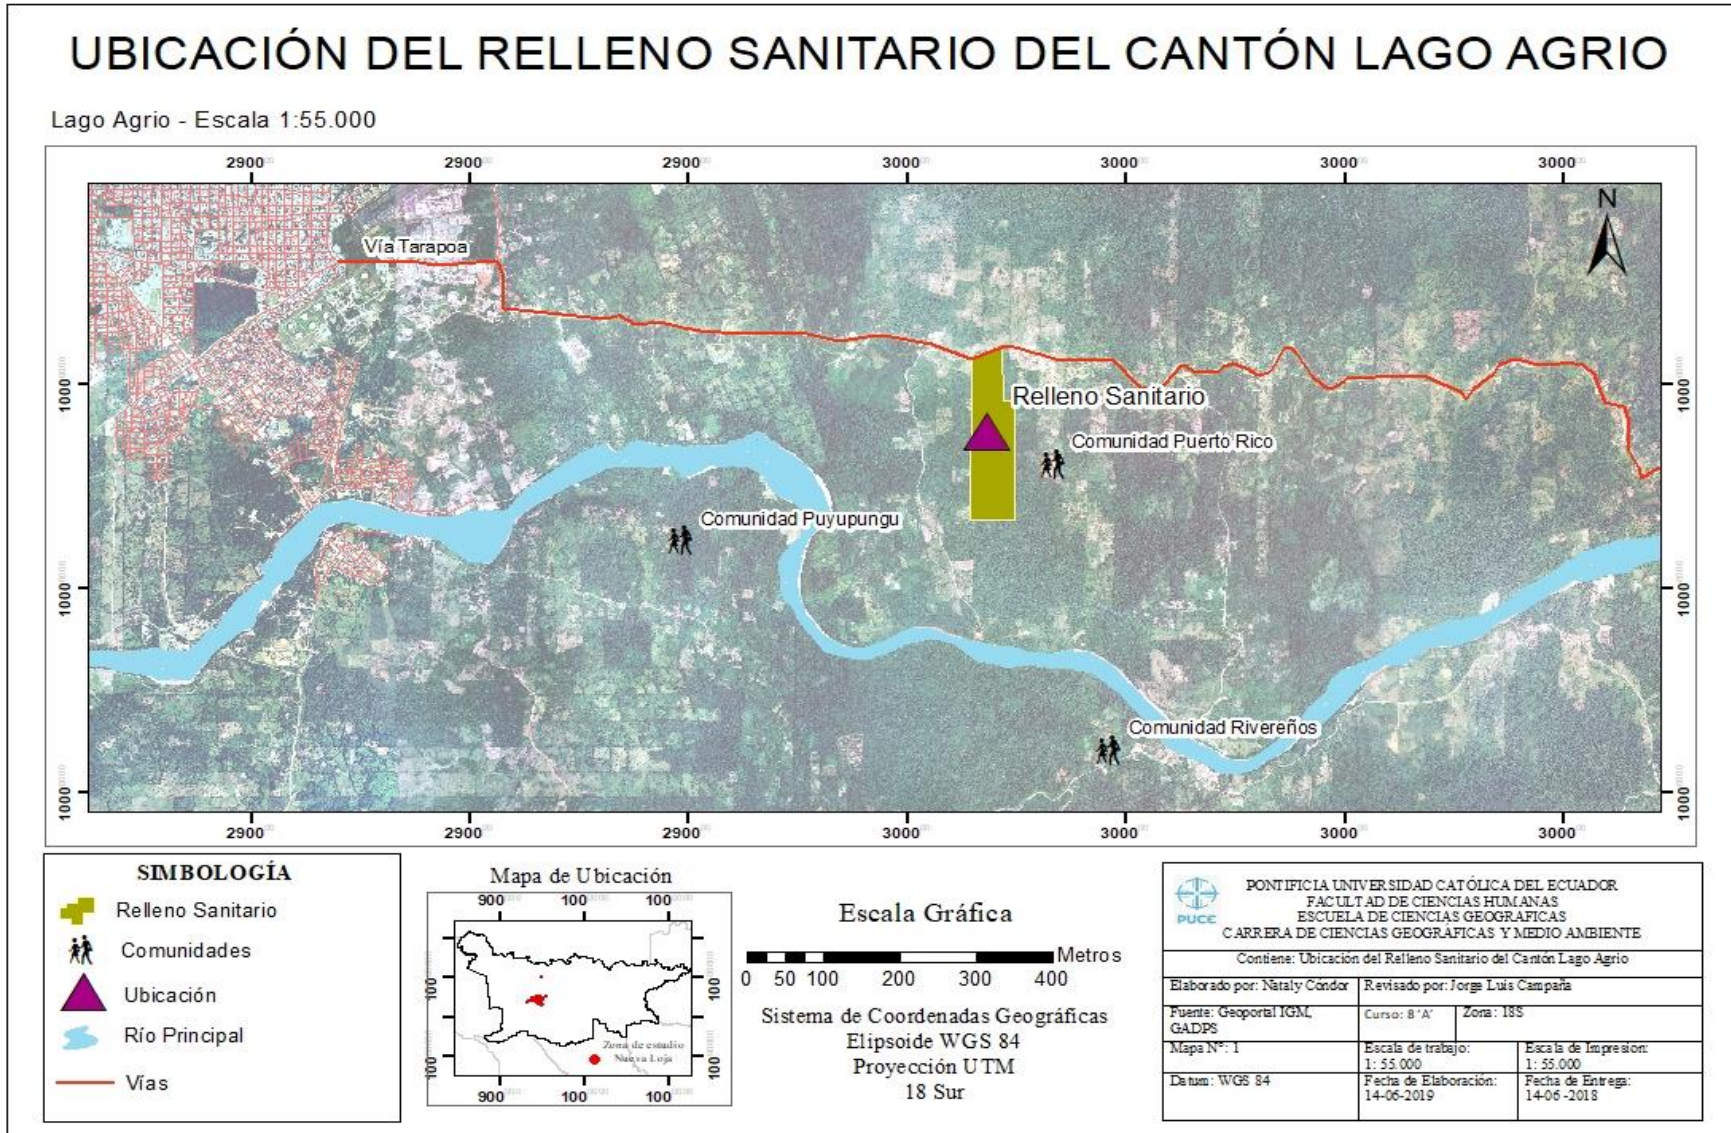 UBICACIÓN DEL RELLENO SANITARIO DEL CANTÓN LAGO AGRIO
Lago Agrio - Escala 1:55.000
2900 2900 2900 3000 3000 3000 3000
N
Vía Tarapoa
1000 1000
Relleno Sanitario
Comunidad Puerto Rico
Comunidad Puyupungu
1000 1000
Comunidad Rivereños
1000 1000
2900 2900 2900 3000 3000 3000 3000
SIMBOLOGÍA
Relleno Sanitario
Comunidades
Ubicación
Río Principal
Vías
Mapa de Ubicación
900 100 100
100 100
Zona de estudio
Nueva Loja
100 100
900 100 100
Escala Gráfica
Metros
0 50 100 200 300 400
Sistema de Coordenadas Geográficas
Elipsoide WGS 84
Proyección UTM
18 Sur
PUCE
PONTIFICIA UNIVERSIDAD CATÓLICA DEL ECUADOR
FACULTAD DE CIENCIAS HUMANAS
ESCUELA DE CIENCIAS GEOGRAFICAS
CARRERA DE CIENCIAS GEOGRÁFICAS Y MEDIO AMBIENTE
Contiene: Ubicación del Relleno Sanitario del Cantón Lago Agrio
Elaborado por: Nataly Cóndor Revisado por: Jorge Luis Campaña
Fuente: Geoportal IGM, GADPS Curso: 8 'A' Zona: 18S
Mapa Nº: 1 Escala de trabajo: 1: 55.000 Escala de Impresión: 1: 55.000
Datum: WGS 84 Fecha de Elaboración: 14-06-2019 Fecha de Entrega: 14-06 -2018